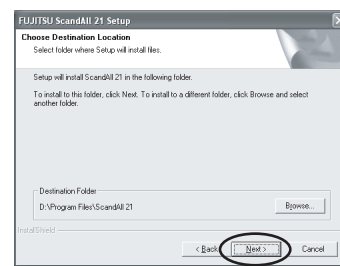 FUJITSU ScandAll 21 Setup
Choose Destination Location
Select folder where Setup will install files.
Setup will install ScandAll 21 in the following folder.
To install to this folder, click Next. To install to a different folder, click Browse and select
another folder.
Destination Folder
D:\Program Files\ScandAll 21
Browse...
InstallShield
< Back
Next >
Cancel